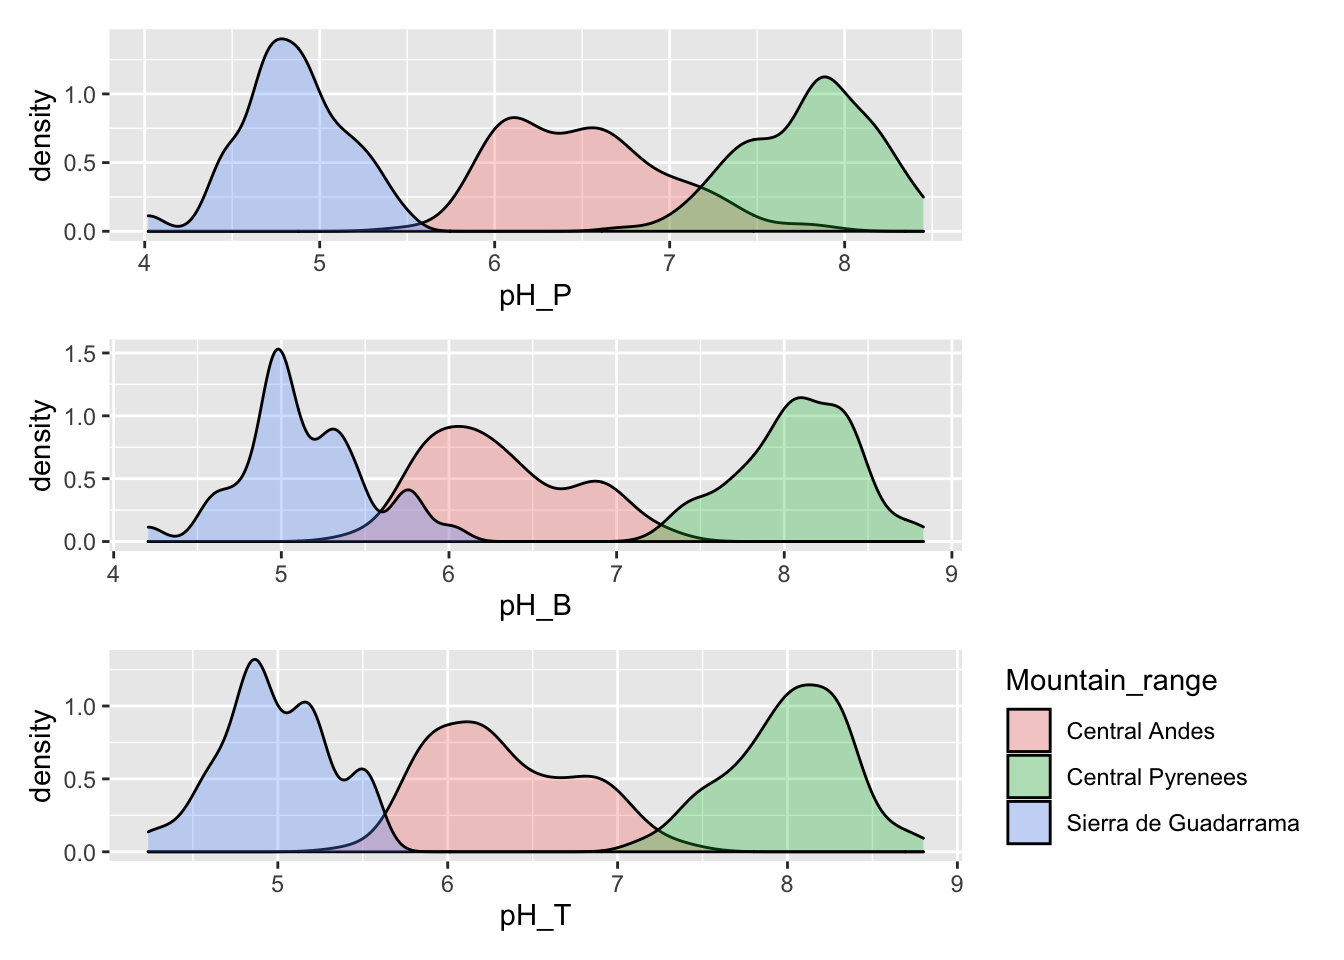 density
1.0
0.5
0.0
4 5 6 7 8
pH_P
density
1.5
1.0
0.5
0.0
4 5 6 7 8 9
pH_B
density
1.0
0.5
0.0
5 6 7 8 9
pH_T
Mountain_range
Central Andes
Central Pyrenees
Sierra de Guadarrama